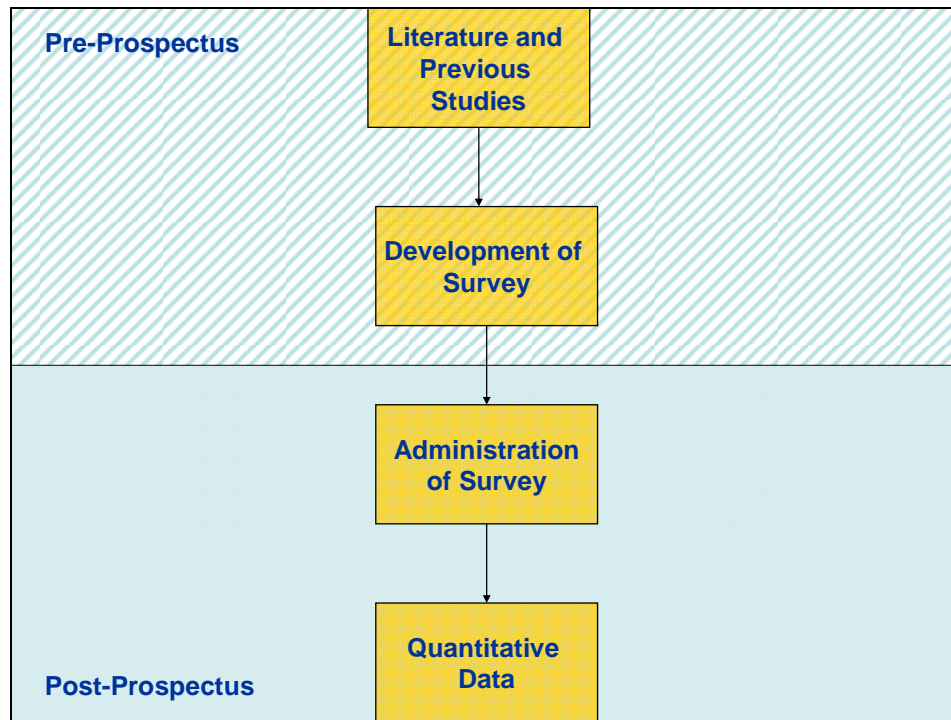 Pre-Prospectus
Literature and
Previous
Studies
Development of
Survey
Administration
of Survey
Quantitative
Data
Post-Prospectus